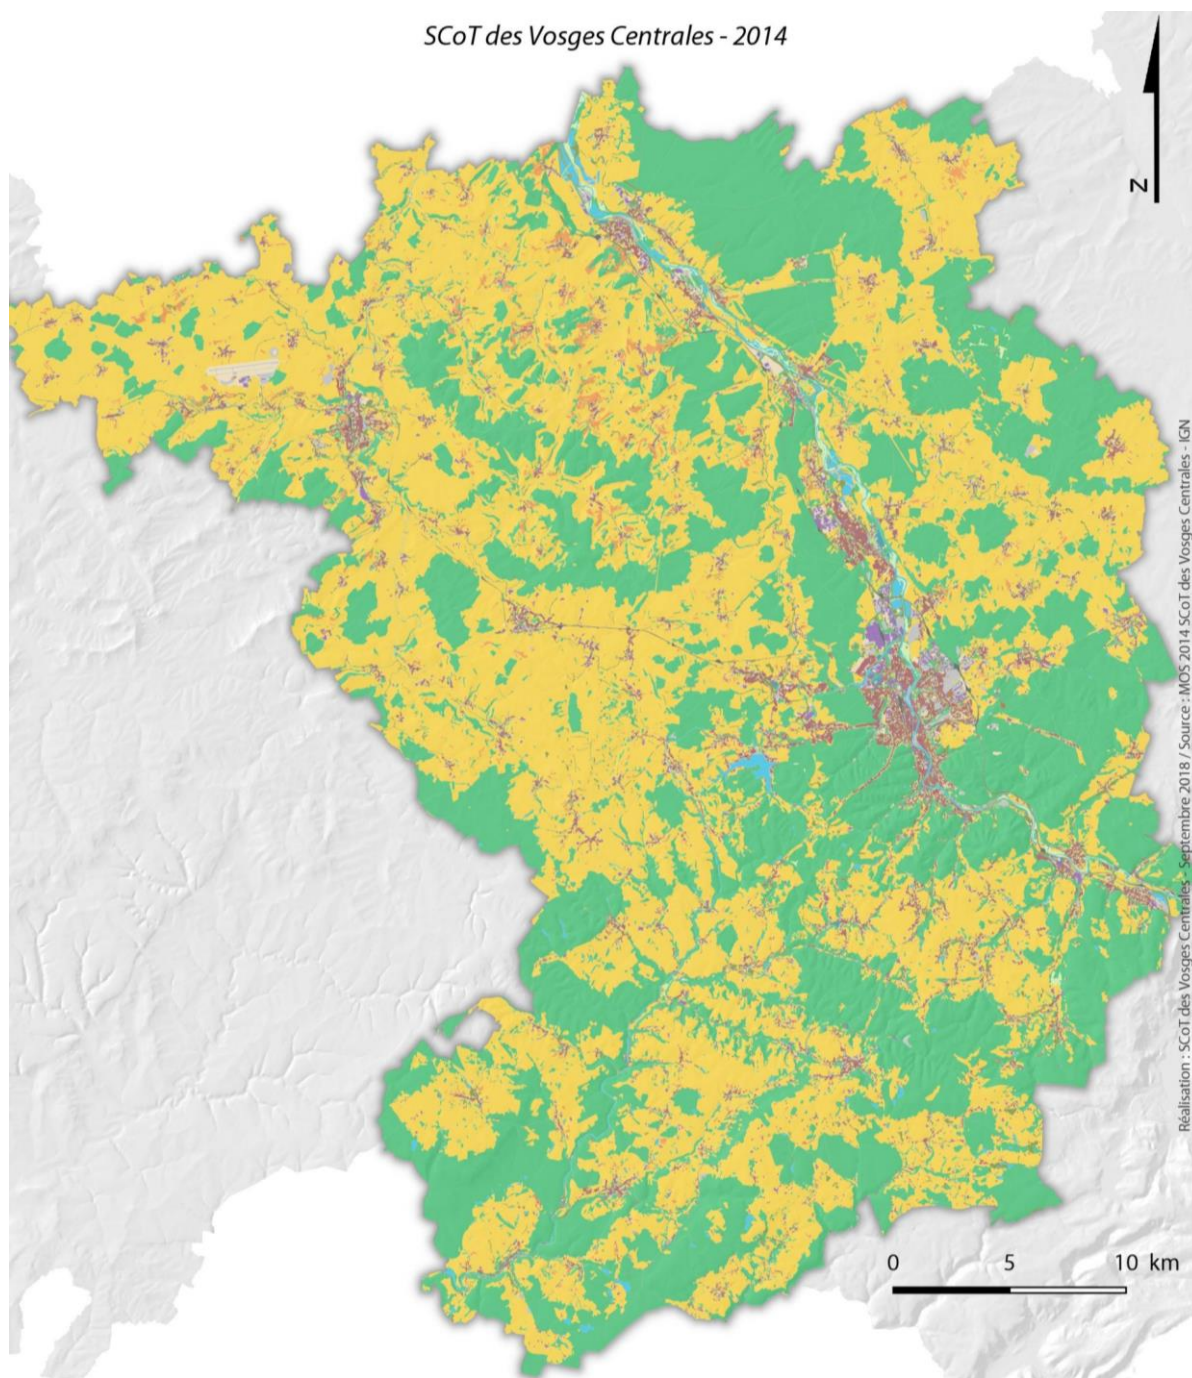 SCoT des Vosges Centrales - 2014
N
Réalisation : SCoT des Vosges Centrales - Septembre 2018 / Source : MOS 2014 SCoT des Vosges Centrales - IGN
0 5 10 km